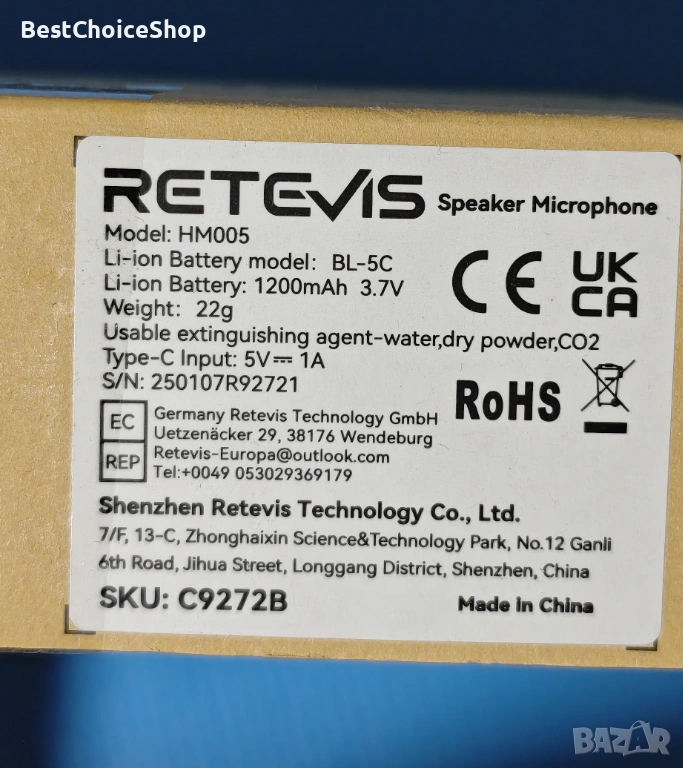 BestChoiceShop
RETEVIS Speaker Microphone
Model: HM005
Li-ion Battery model: BL-5C
Li-ion Battery: 1200mAh 3.7V
Weight: 22g
Usable extinguishing agent-water,dry powder,CO2
Type-C Input: 5V⎓ 1A
S/N: 250107R92721
CE
UK
CA
RoHS
EC
REP
Germany Retevis Technology GmbH
Uetzenäcker 29, 38176 Wendeburg
Retevis-Europa@outlook.com
Tel:+0049 053029369179
Shenzhen Retevis Technology Co., Ltd.
7/F, 13-C, Zhonghaixin Science&Technology Park, No.12 Ganli
6th Road, Jihua Street, Longgang District, Shenzhen, China
SKU: C9272B
Made in China
BAZAR